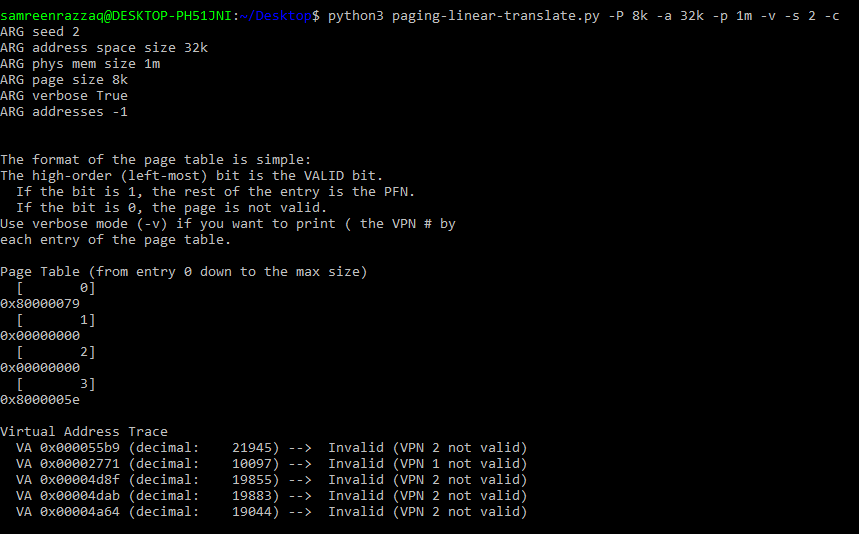 samreenrazzaq@DESKTOP-PH51JNI:~/Desktop$ python3 paging-linear-translate.py -P 8k -a 32k -p 1m -v -s 2 -c
ARG seed 2
ARG address space size 32k
ARG phys mem size 1m
ARG page size 8k
ARG verbose True
ARG addresses -1
The format of the page table is simple:
The high-order (left-most) bit is the VALID bit.
  If the bit is 1, the rest of the entry is the PFN.
  If the bit is 0, the page is not valid.
Use verbose mode (-v) if you want to print ( the VPN # by
each entry of the page table.
Page Table (from entry 0 down to the max size)
  [       0]
0x80000079
  [       1]
0x00000000
  [       2]
0x00000000
  [       3]
0x8000005e
Virtual Address Trace
  VA 0x000055b9 (decimal:    21945) -->  Invalid (VPN 2 not valid)
  VA 0x00002771 (decimal:    10097) -->  Invalid (VPN 1 not valid)
  VA 0x00004d8f (decimal:    19855) -->  Invalid (VPN 2 not valid)
  VA 0x00004dab (decimal:    19883) -->  Invalid (VPN 2 not valid)
  VA 0x00004a64 (decimal:    19044) -->  Invalid (VPN 2 not valid)